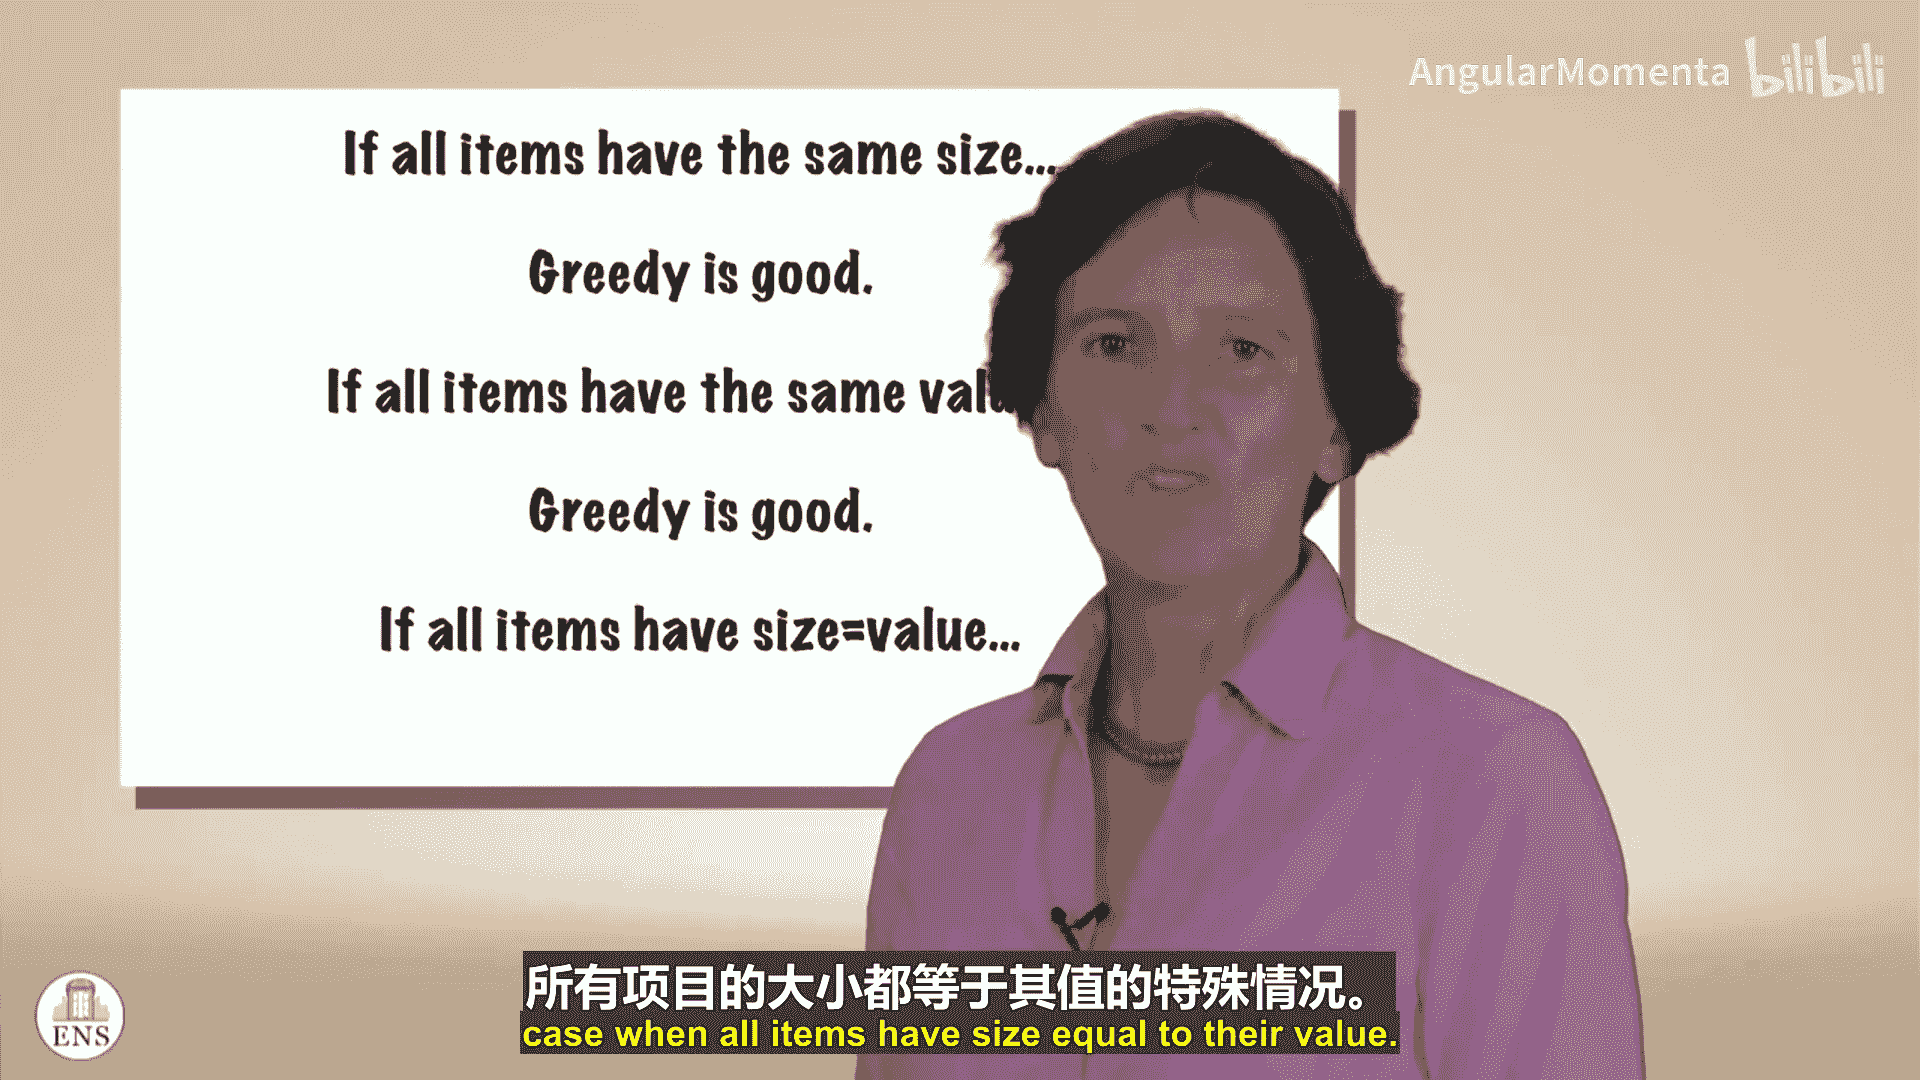 AngularMomenta bilibili
If all items have the same size...
Greedy is good.
If all items have the same
Greedy is good.
If all items have size=value...
ENS
所有项目的大小都等于其值的特殊情况。
case when all items have size equal to their value.